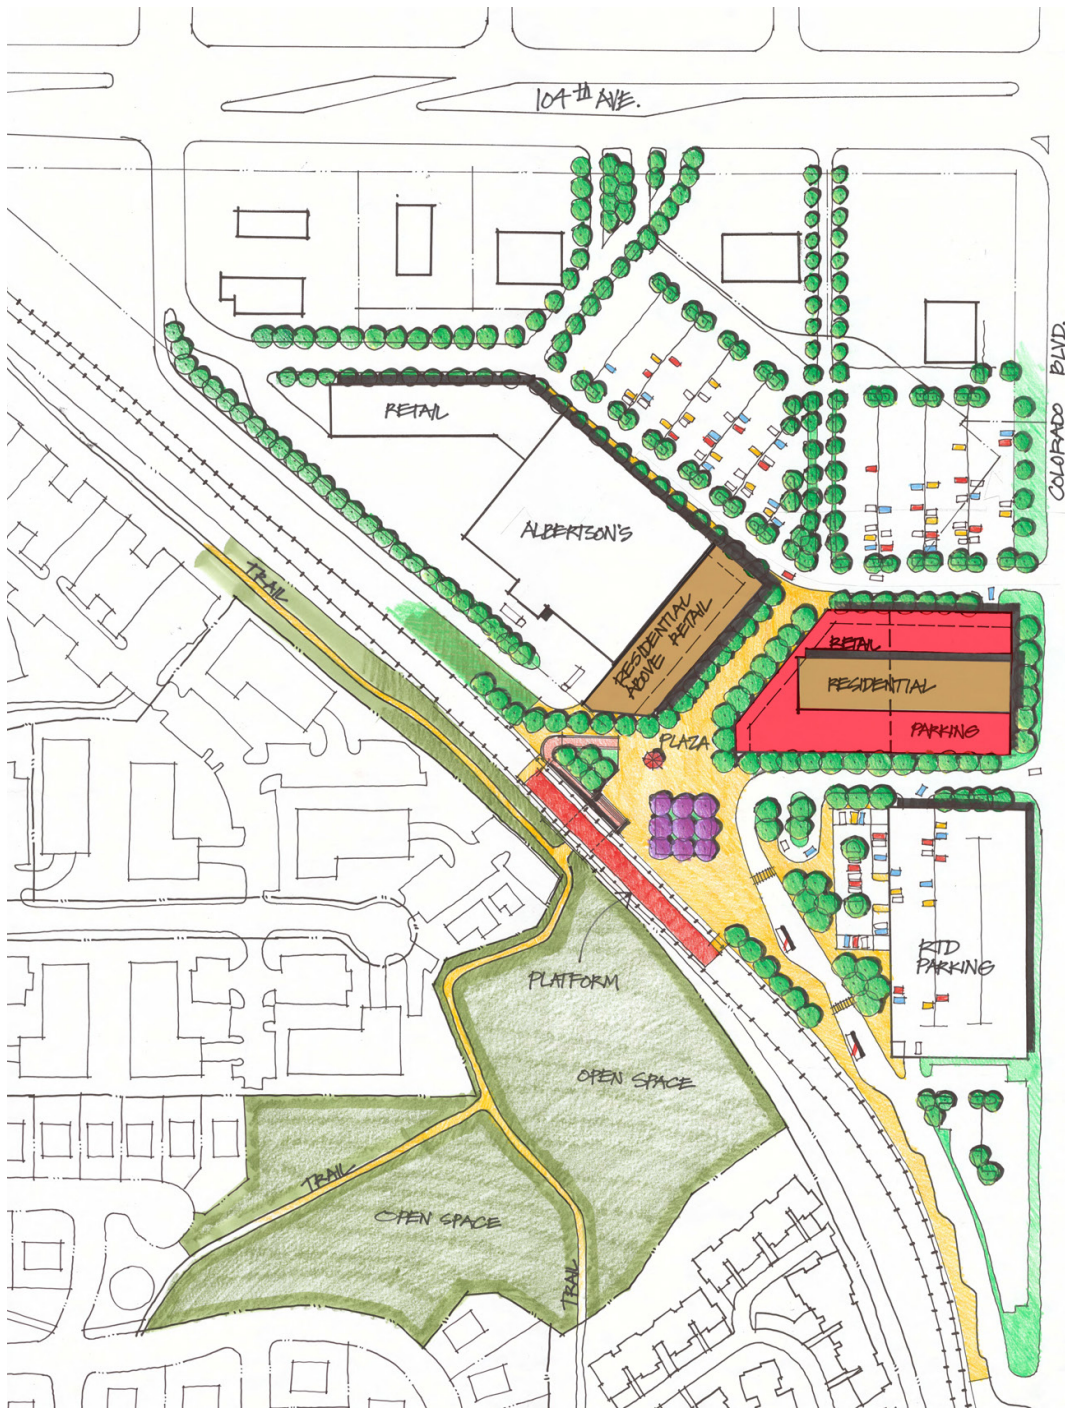 104th AVE.
COLORADO BLVD.
RETAIL
ALBERTSON'S
TRAIL
RESIDENTIAL
ABOVE RETAIL
RETAIL
RESIDENTIAL
PARKING
PLAZA
RTD
PARKING
PLATFORM
OPEN SPACE
TRAIL
OPEN SPACE
TRAIL